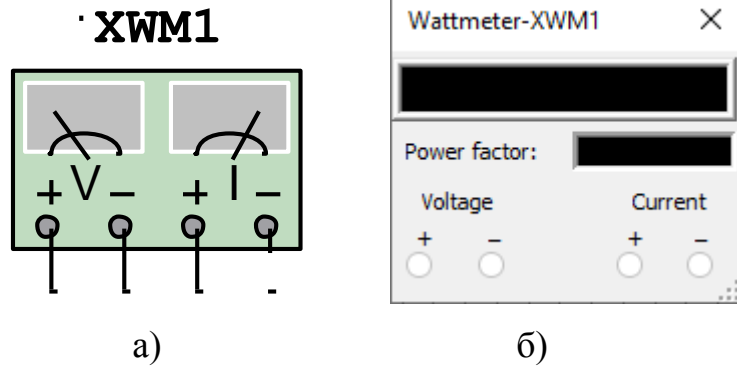 XWM1
V I
+ − + −
Wattmeter-XWM1
Power factor:
Voltage Current
+ − + −
а) б)